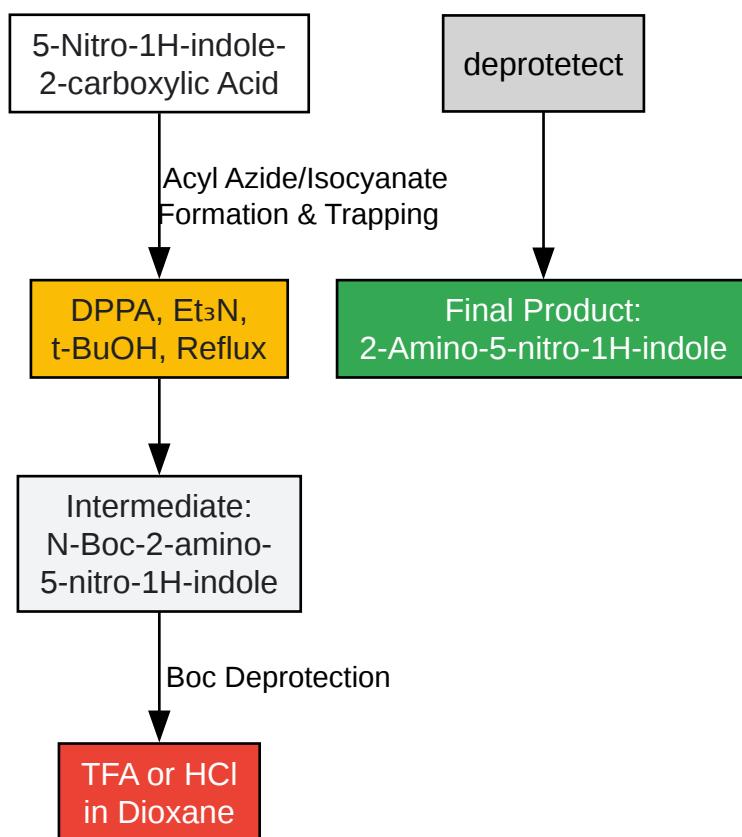 5-Nitro-1H-indole-
2-carboxylic Acid
deprotetect
Acyl Azide/Isocyanate
Formation & Trapping
DPPA, Et₃N,
t-BuOH, Reflux
Final Product:
2-Amino-5-nitro-1H-indole
Intermediate:
N-Boc-2-amino-
5-nitro-1H-indole
Boc Deprotection
TFA or HCl
in Dioxane